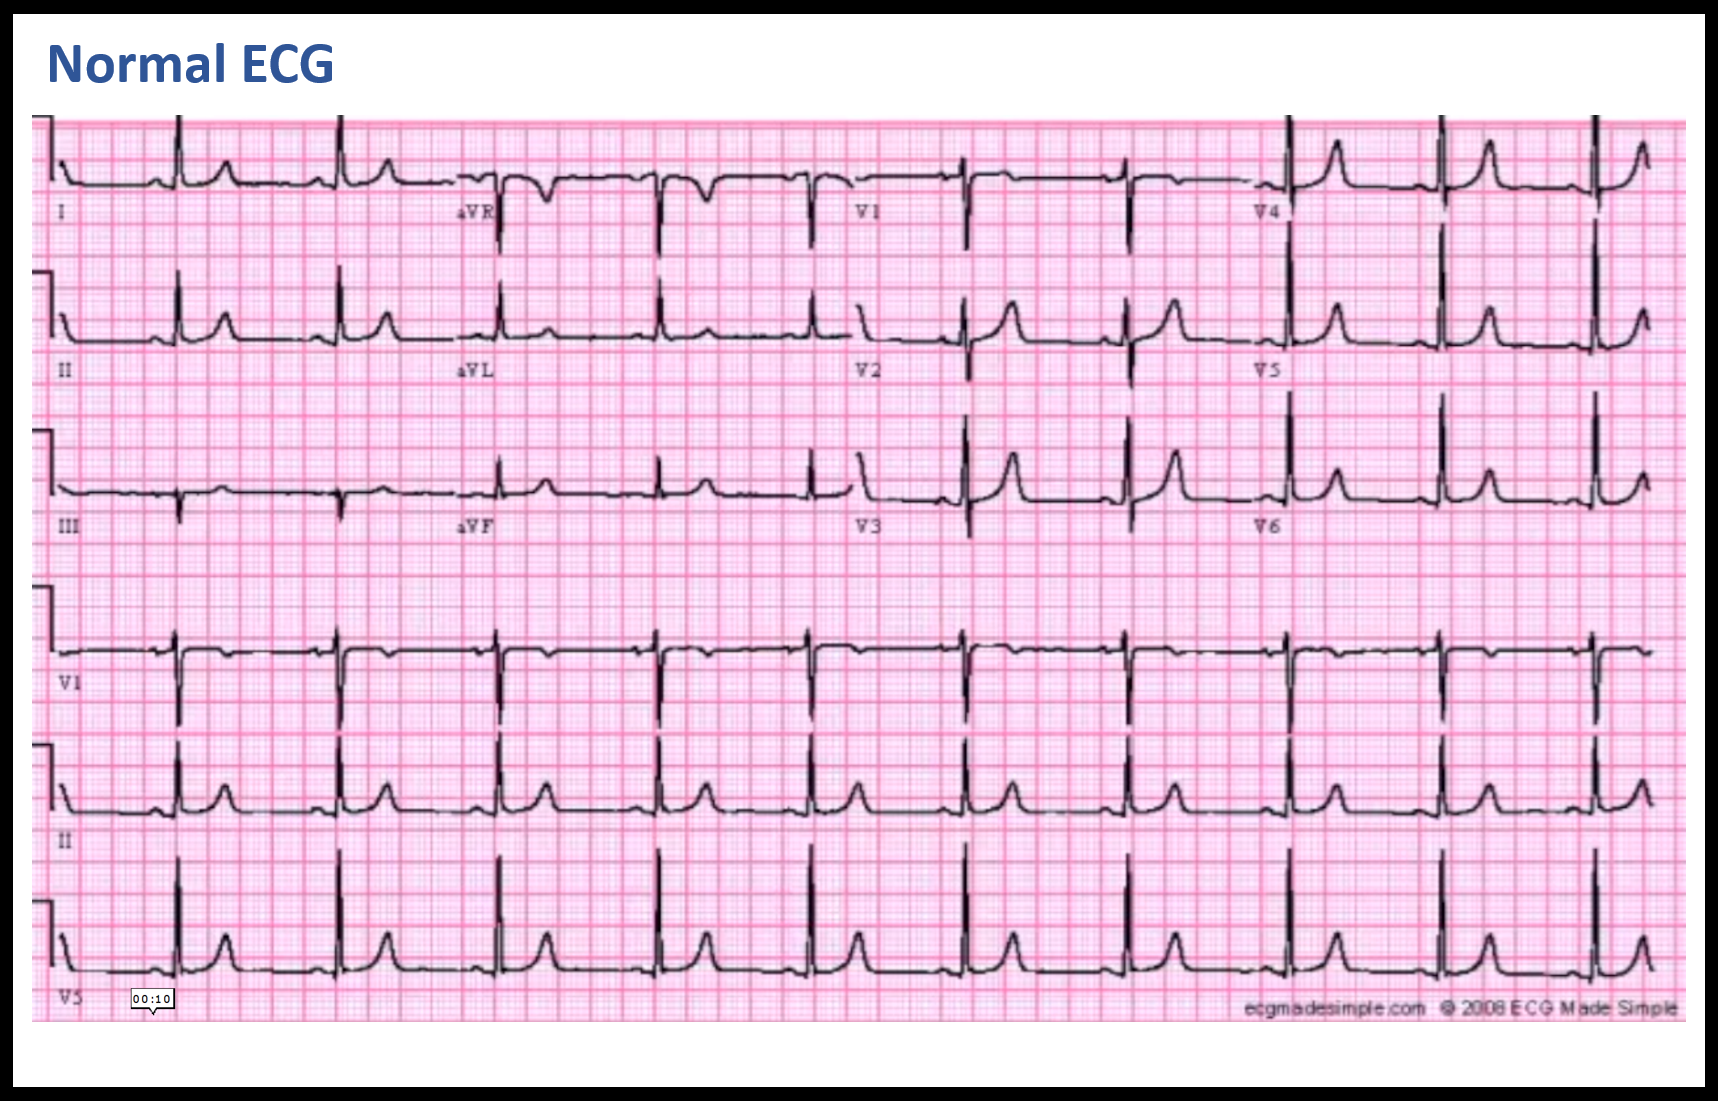 Normal ECG
I
aVR
V1
V4
II
aVL
V2
V5
III
aVF
V3
V6
V1
II
V5
00:10
ecgmadesimple.com © 2008 ECG Made Simple